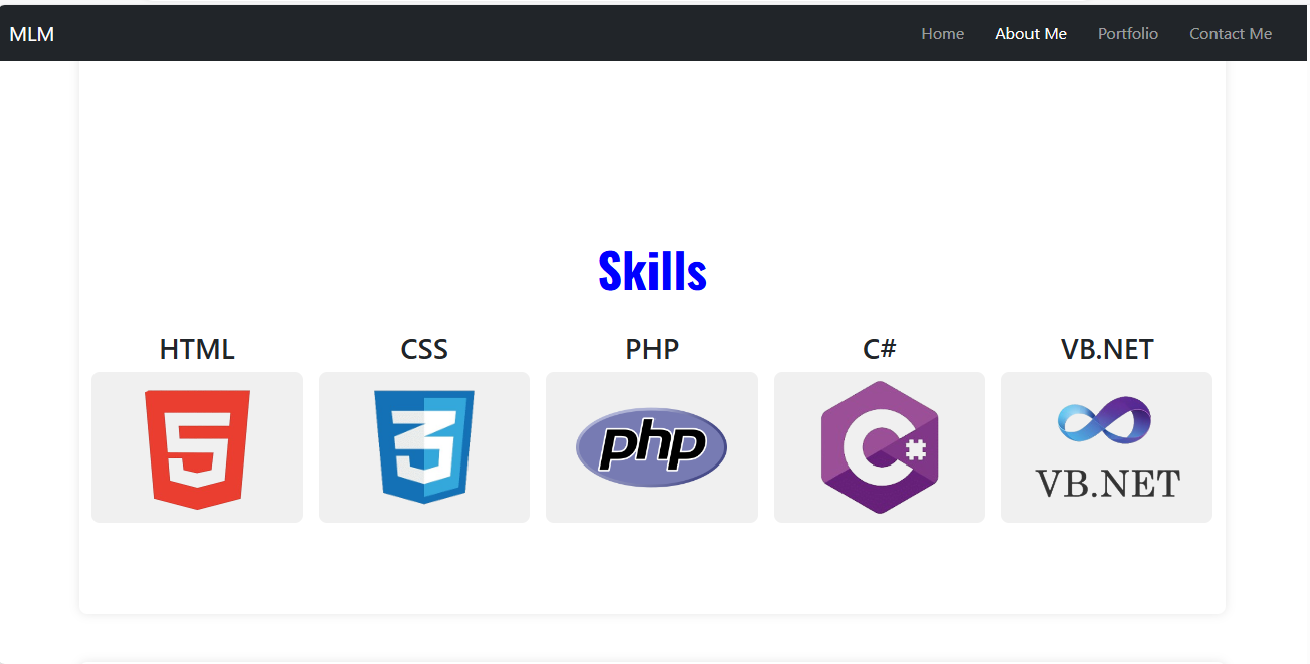 MLM Home About Me Portfolio Contact Me
Skills
HTML CSS PHP C# VB.NET
5 3 php C# VB.NET